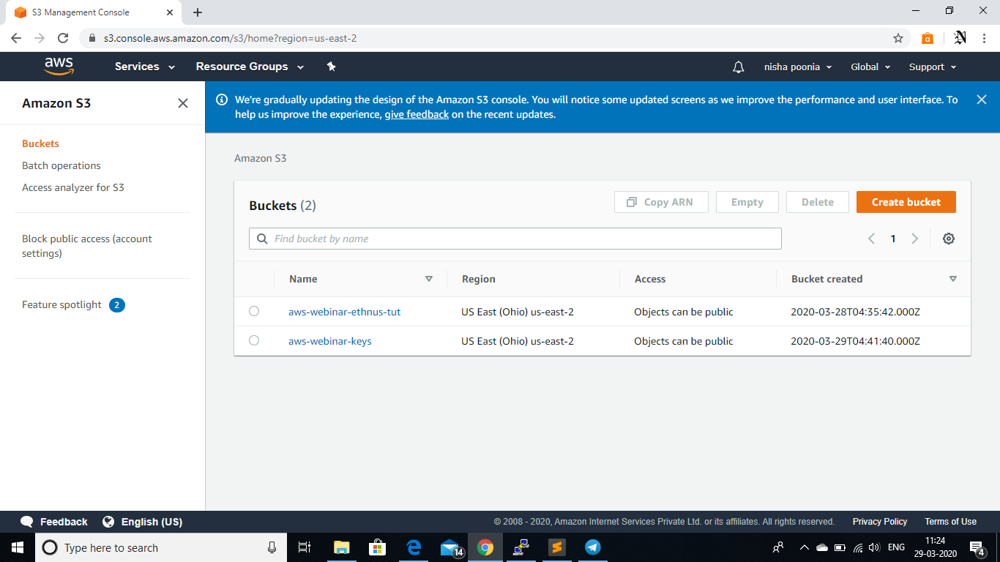 S3 Management Console
s3.console.aws.amazon.com/s3/home?region=us-east-2
aws
Services
Resource Groups
nisha poonia
Global
Support
Amazon S3
Buckets
Batch operations
Access analyzer for S3
Block public access (account
settings)
Feature spotlight 2
We're gradually updating the design of the Amazon S3 console. You will notice some updated screens as we improve the performance and user interface. To
help us improve the experience, give feedback on the recent updates.
Amazon S3
Buckets (2)
Copy ARN
Empty
Delete
Create bucket
Find bucket by name
1
Name Region Access Bucket created
aws-webinar-ethnus-tut US East (Ohio) us-east-2 Objects can be public 2020-03-28T04:35:42.000Z
aws-webinar-keys US East (Ohio) us-east-2 Objects can be public 2020-03-29T04:41:40.000Z
Feedback
English (US)
© 2008 - 2020, Amazon Internet Services Private Ltd. or its affiliates. All rights reserved.
Privacy Policy
Terms of Use
Type here to search
14
ENG
11:24
29-03-2020
4